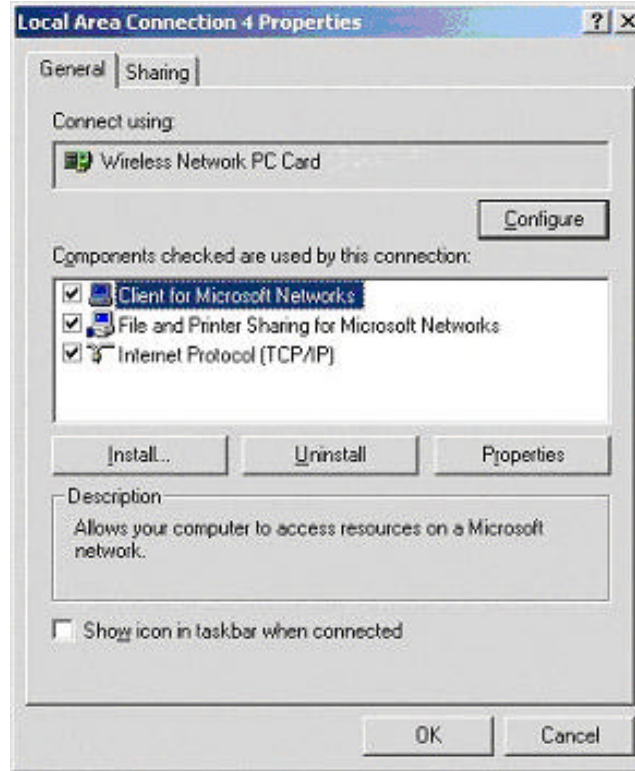 Local Area Connection 4 Properties
General
Sharing
Connect using:
Wireless Network PC Card
Configure
Components checked are used by this connection:
Client for Microsoft Networks
File and Printer Sharing for Microsoft Networks
Internet Protocol (TCP/IP)
Install...
Uninstall
Properties
Description
Allows your computer to access resources on a Microsoft
network.
Show icon in taskbar when connected
OK
Cancel